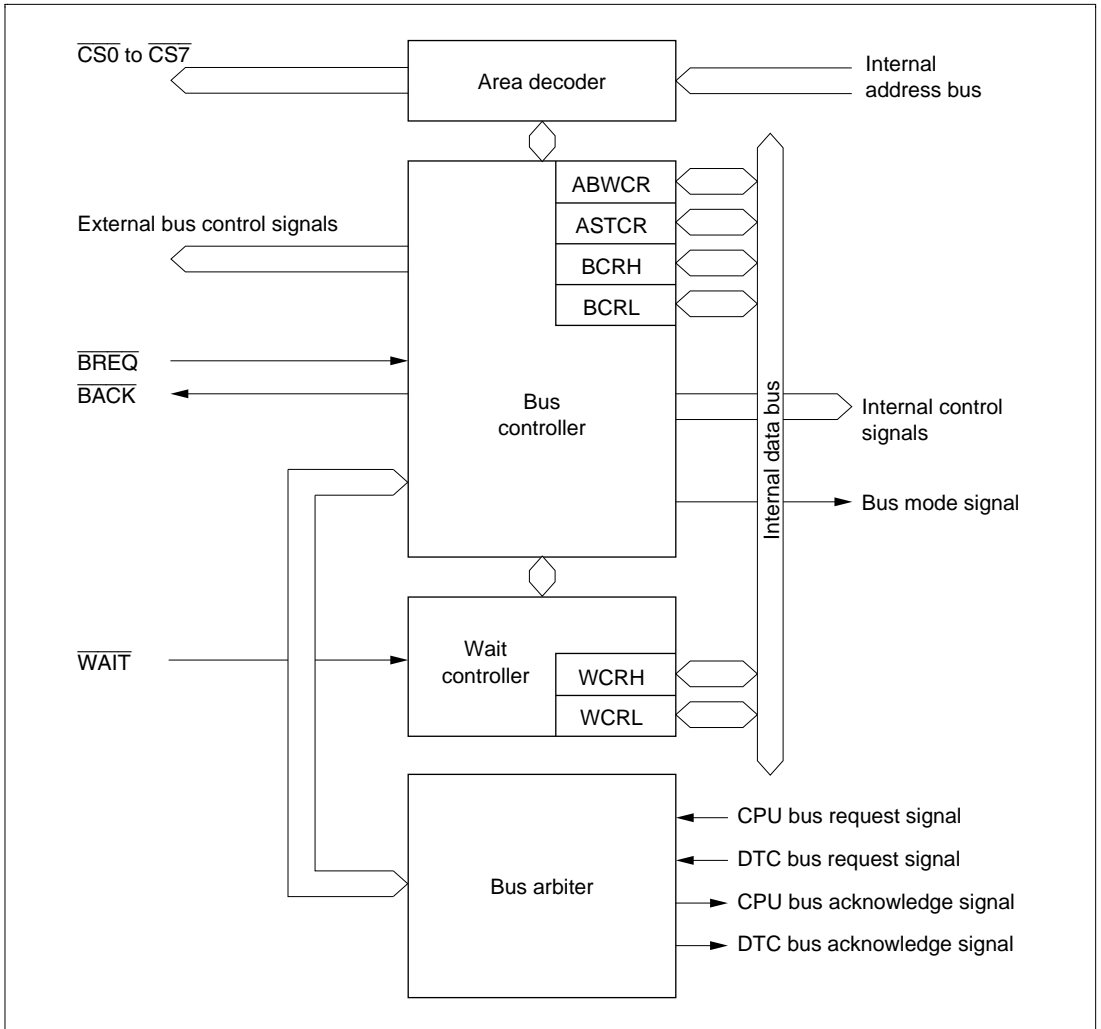 CS0 to CS7
Area decoder
Internal
address bus
ABWCR
ASTCR
External bus control signals
BCRH
BCRL
BREQ
BACK
Bus
controller
Internal control
signals
Internal data bus
Bus mode signal
WAIT
Wait
controller
WCRH
WCRL
CPU bus request signal
DTC bus request signal
Bus arbiter
CPU bus acknowledge signal
DTC bus acknowledge signal